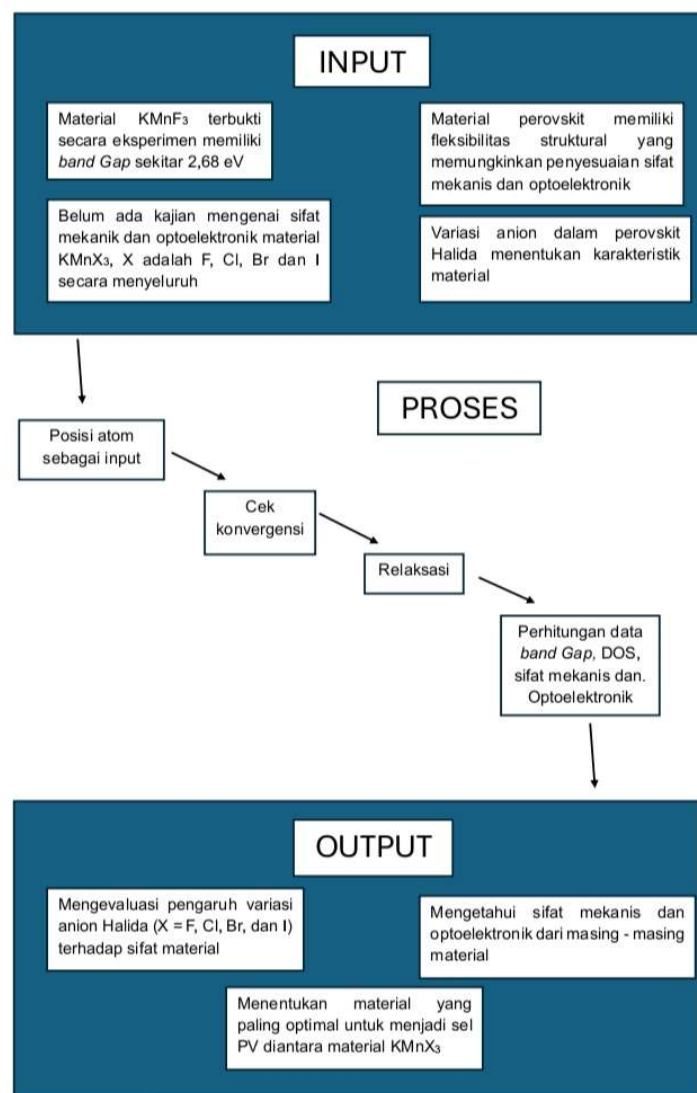 INPUT
Material KMnF₃ terbukti
secara eksperimen memiliki
band Gap sekitar 2,68 eV
Material perovskit memiliki
fleksibilitas struktural yang
memungkinkan penyesuaian sifat
mekanis dan optoelektronik
Belum ada kajian mengenai sifat
mekanik dan optoelektronik material
KMnX₃, X adalah F, Cl, Br dan I
secara menyeluruh
Variasi anion dalam perovskit
Halida menentukan karakteristik
material
PROSES
Posisi atom
sebagai input
Cek
konvergensi
Relaksasi
Perhitungan data
band Gap, DOS,
sifat mekanis dan.
Optoelektronik
OUTPUT
Mengevaluasi pengaruh variasi
anion Halida (X = F, Cl, Br, dan I)
terhadap sifat material
Mengetahui sifat mekanis dan
optoelektronik dari masing - masing
material
Menentukan material yang
paling optimal untuk menjadi sel
PV diantara material KMnX₃